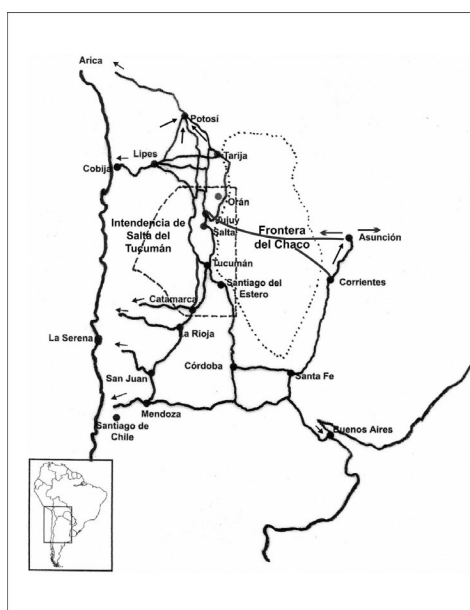 Arica
Potosí
Lipes
Tarija
Cobija
Orán
Intendencia de
Salta del
Tucumán
Jujuy
Salta
Frontera
del Chaco
Asunción
Tucumán
Santiago del
Estero
Corrientes
Catamarca
La Rioja
La Serena
Córdoba
San Juan
Santa Fe
Mendoza
Santiago de
Chile
Buenos Aires